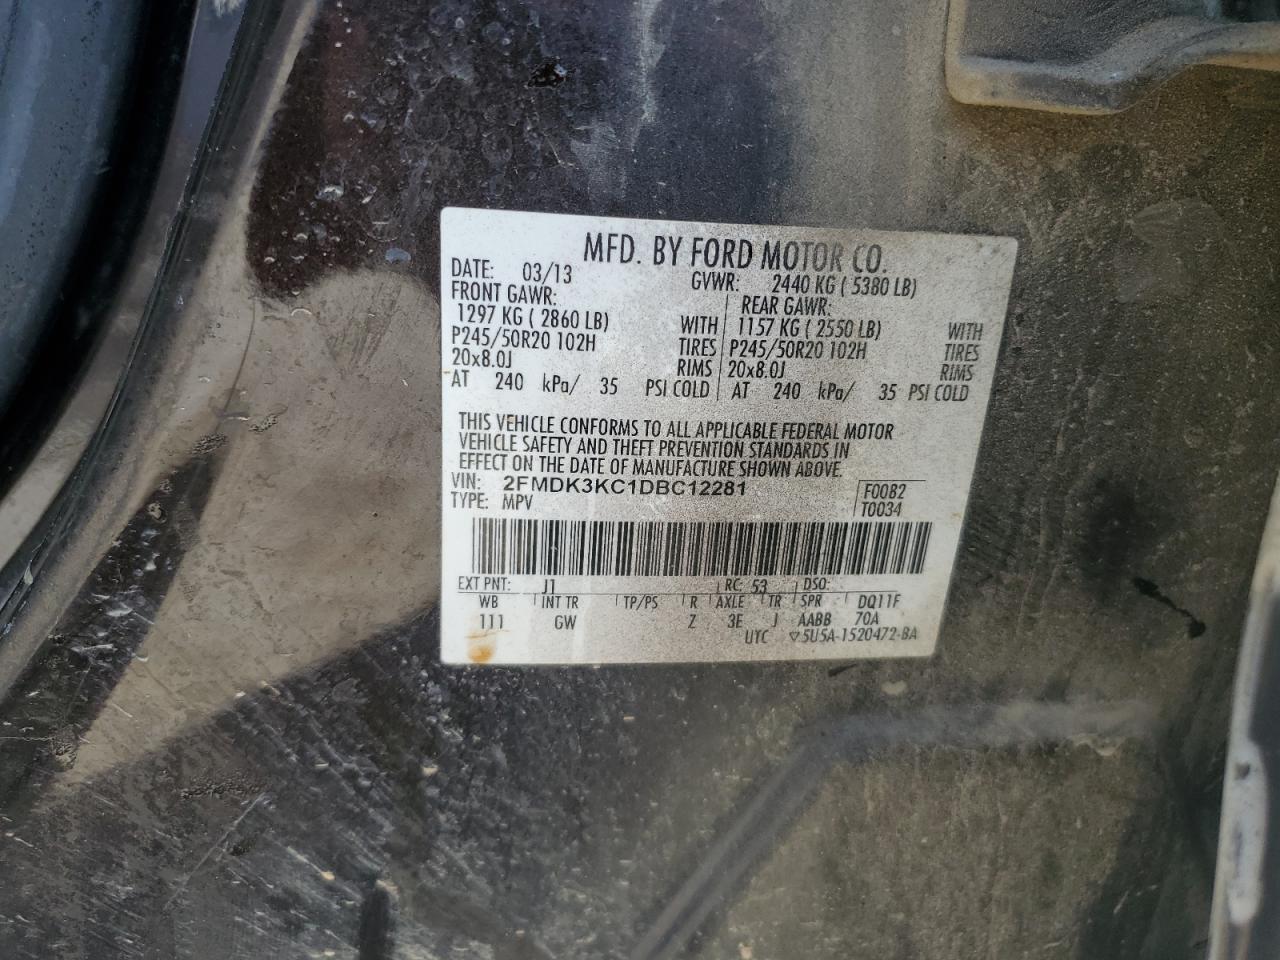 MFD. BY FORD MOTOR CO.
DATE: 03/13 GVWR: 2440 KG ( 5380 LB)
FRONT GAWR: REAR GAWR:
1297 KG ( 2860 LB) WITH 1157 KG ( 2550 LB) WITH
P245/50R20 102H TIRES P245/50R20 102H TIRES
20x8.0J RIMS 20x8.0J RIMS
AT 240 kPa/ 35 PSI COLD AT 240 kPa/ 35 PSI COLD
THIS VEHICLE CONFORMS TO ALL APPLICABLE FEDERAL MOTOR
VEHICLE SAFETY AND THEFT PREVENTION STANDARDS IN
EFFECT ON THE DATE OF MANUFACTURE SHOWN ABOVE.
VIN: 2FMDK3KC1DBC12281 F0082
TYPE: MPV T0034
EXT PNT: J1 RC: 53 DSO:
WB INT TR TP/PS R AXLE TR SPR DQ11F
111 GW Z 3E J AABB 70A
UTC ▽5U5A-1520472-BA